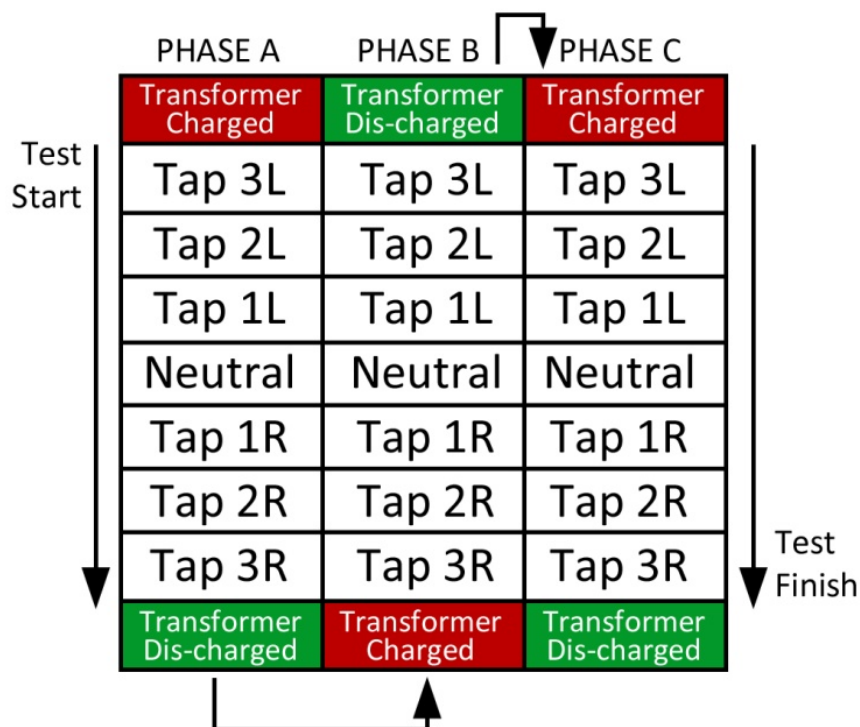 PHASE A PHASE B PHASE C
Transformer Charged Transformer Dis-charged Transformer Charged
Test Start
Tap 3L Tap 3L Tap 3L
Tap 2L Tap 2L Tap 2L
Tap 1L Tap 1L Tap 1L
Neutral Neutral Neutral
Tap 1R Tap 1R Tap 1R
Tap 2R Tap 2R Tap 2R
Tap 3R Tap 3R Tap 3R
Test Finish
Transformer Dis-charged Transformer Charged Transformer Dis-charged